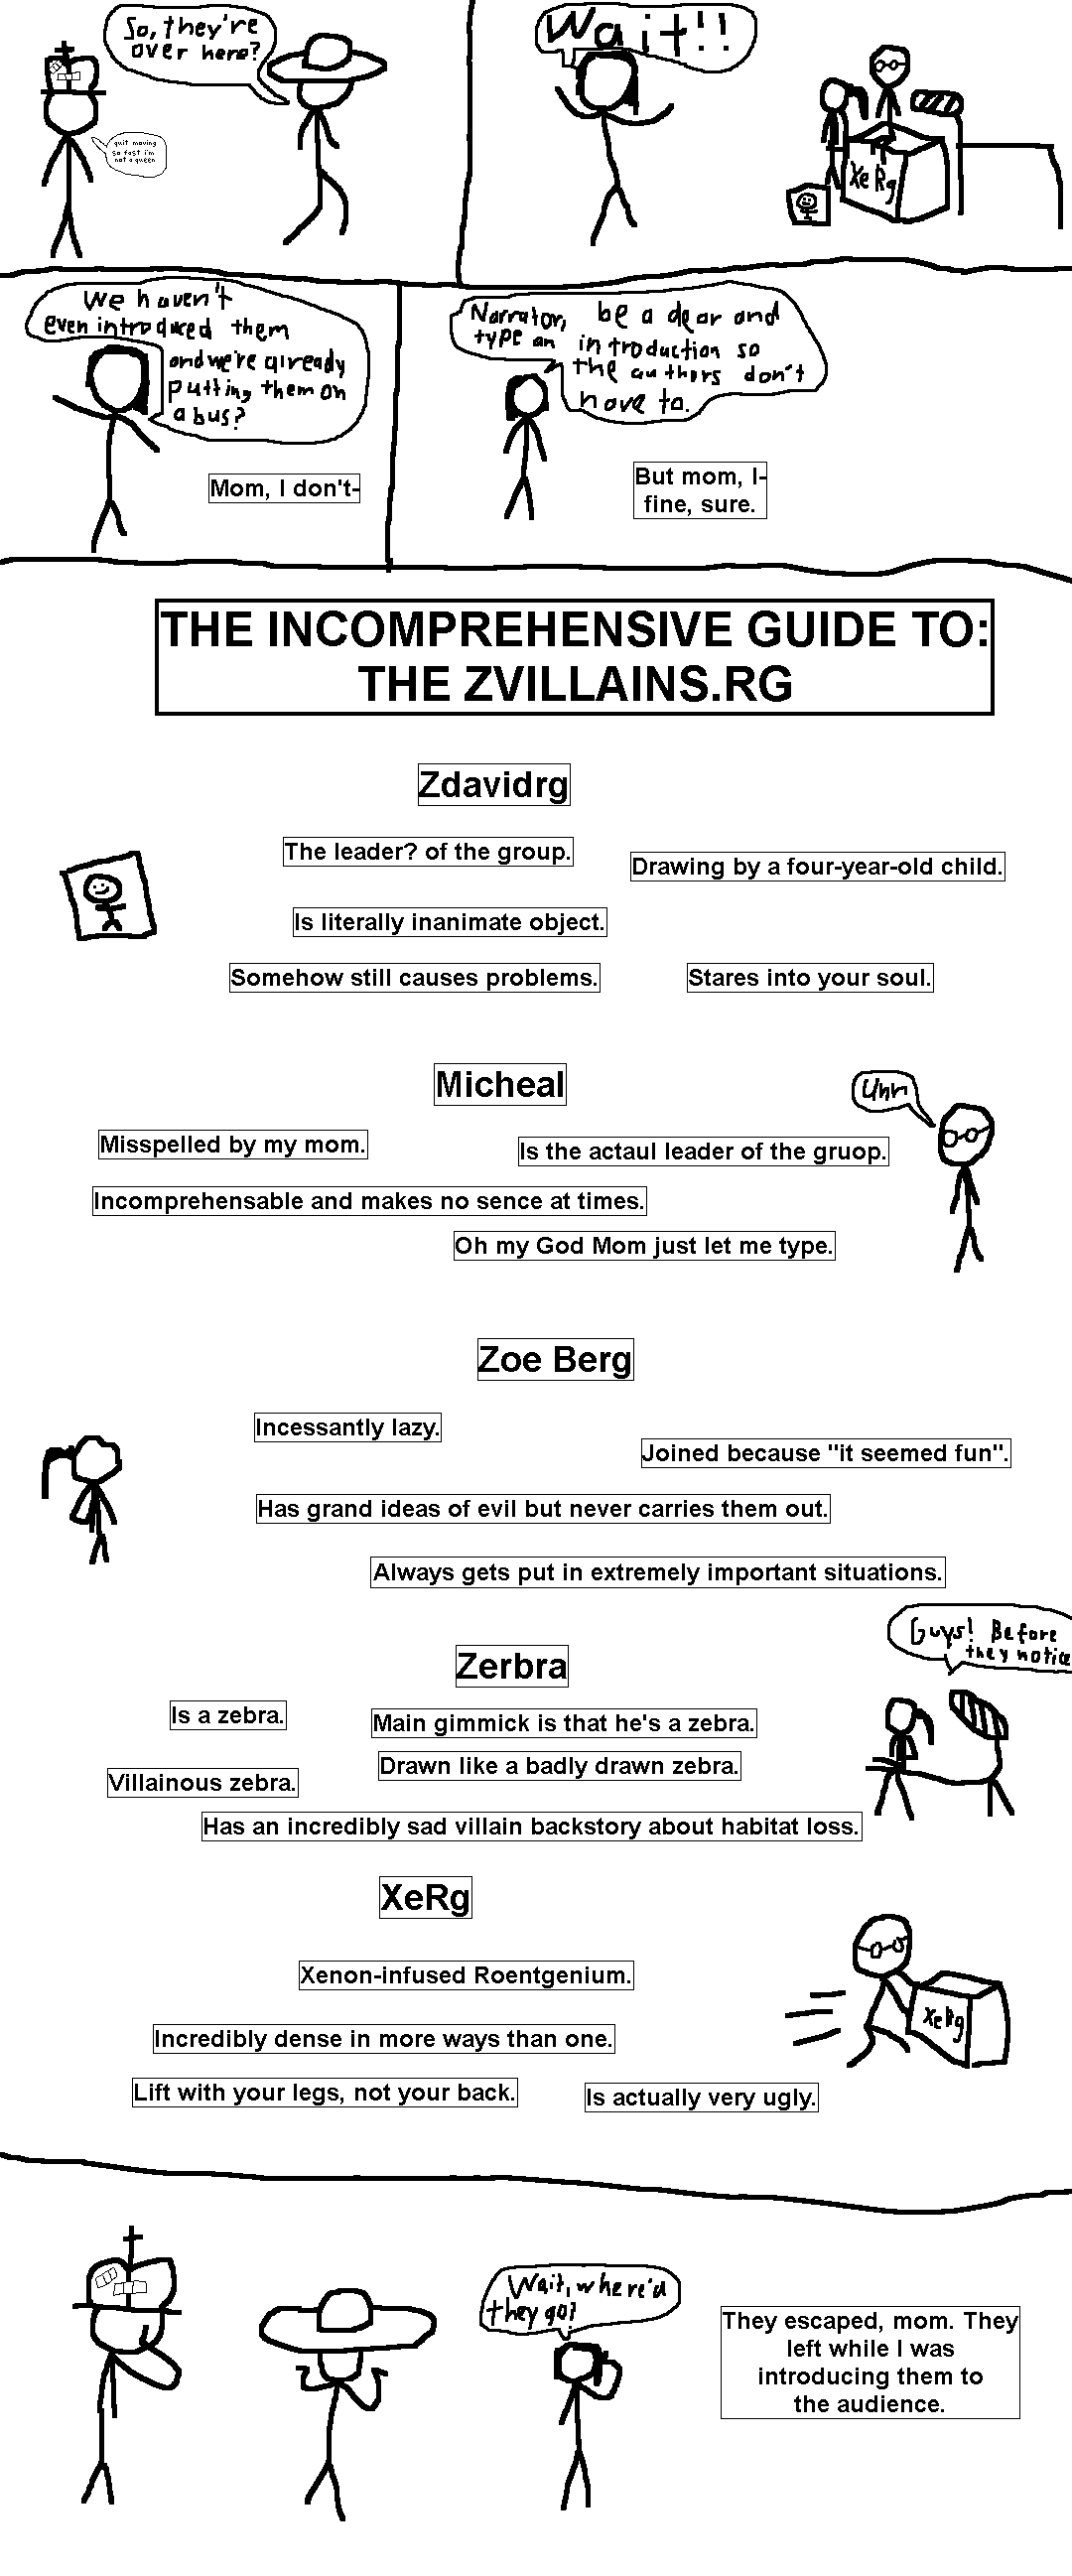 So, they're
over here?
quit moving
so fast i'm
not a queen
Wait!!
XeRg
We haven't
even introduced them
and we're already
putting them on
a bus?
Mom, I don't-
Narrator, be a dear and
type an introduction so
the authors don't
have to.
But mom, I-
fine, sure.
THE INCOMPREHENSIVE GUIDE TO:
THE ZVILLAINS.RG
Zdavidrg
The leader? of the group.
Drawing by a four-year-old child.
Is literally inanimate object.
Somehow still causes problems.
Stares into your soul.
Micheal
Uhh
Misspelled by my mom.
Is the actaul leader of the gruop.
Incomprehensable and makes no sence at times.
Oh my God Mom just let me type.
Zoe Berg
Incessantly lazy.
Joined because "it seemed fun".
Has grand ideas of evil but never carries them out.
Always gets put in extremely important situations.
Guys! Before
they notice
Zerbra
Is a zebra.
Main gimmick is that he's a zebra.
Drawn like a badly drawn zebra.
Villainous zebra.
Has an incredibly sad villain backstory about habitat loss.
XeRg
Xenon-infused Roentgenium.
XeRg
Incredibly dense in more ways than one.
Lift with your legs, not your back.
Is actually very ugly.
Wait, where'd
they go?
They escaped, mom. They
left while I was
introducing them to
the audience.